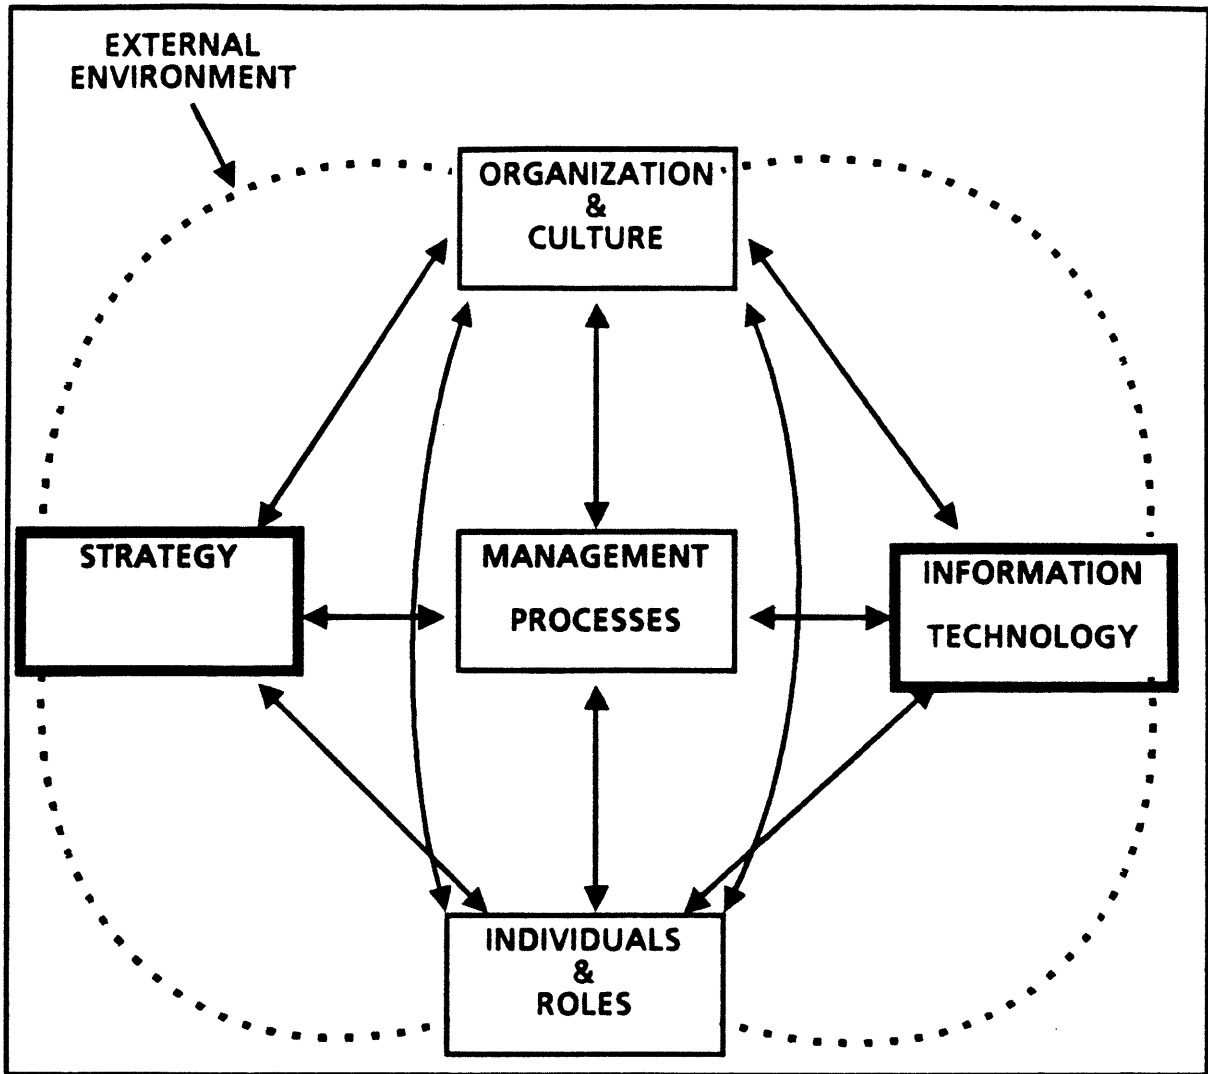 EXTERNAL
ENVIRONMENT
ORGANIZATION
&
CULTURE
STRATEGY
MANAGEMENT
PROCESSES
INFORMATION
TECHNOLOGY
INDIVIDUALS
&
ROLES